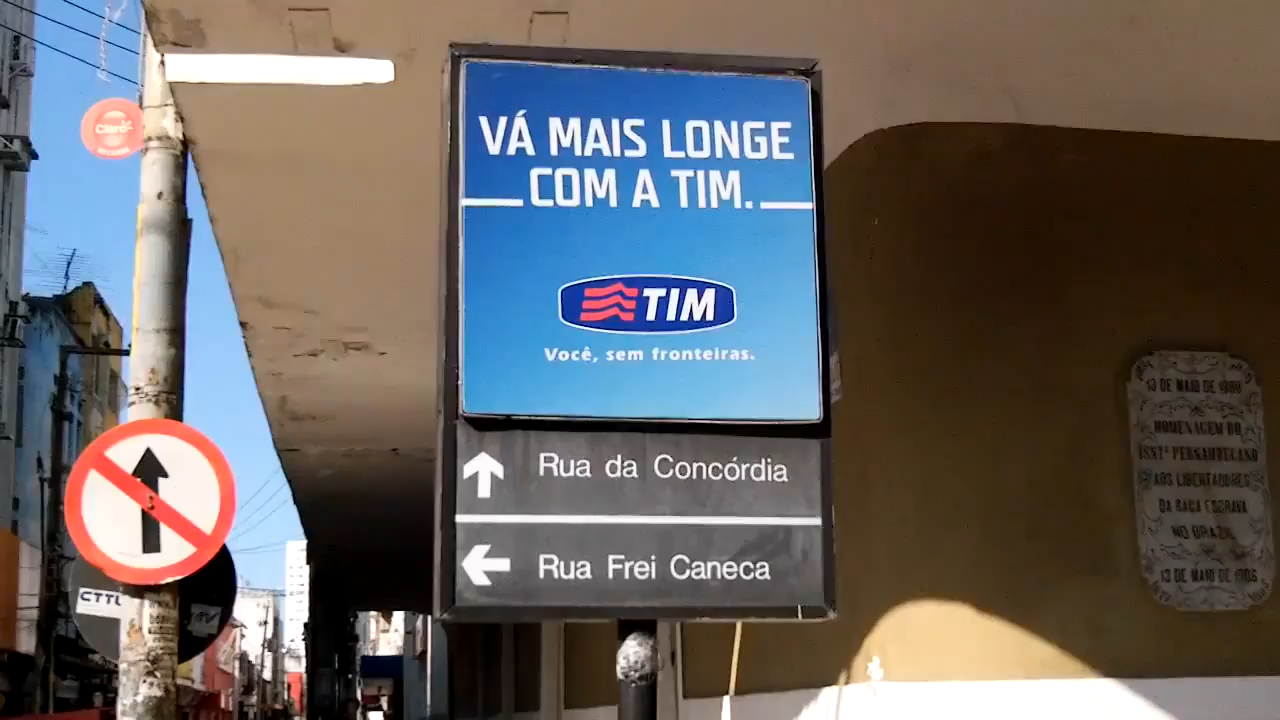 Claro
VÁ MAIS LONGE
COM A TIM.
TIM
Você, sem fronteiras.
Rua da Concórdia
Rua Frei Caneca
CTTU
13 DE MAIO DE
HOMENAGEM DO
INSTº PERNAMBUCANO
AOS LIBERTADORES
DA RAÇA ESCRAVA
NO BRAZIL
13 DE MAIO DE